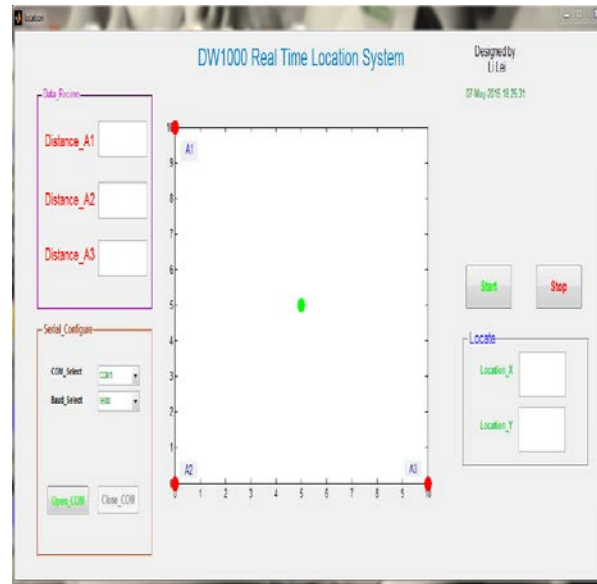 location
DW1000 Real Time Location System
Designed by
Li Lei
07-May-2015 18:25:31
Distance_A1
Distance_A2
Distance_A3
Serial_Configure
COM_Select
Baud_Select
Open_COM
Close_COM
10
9
8
7
6
5
4
3
2
1
0
A1
A2
A3
0 1 2 3 4 5 6 7 8 9 10
Start
Stop
Locate
Location_X
Location_Y